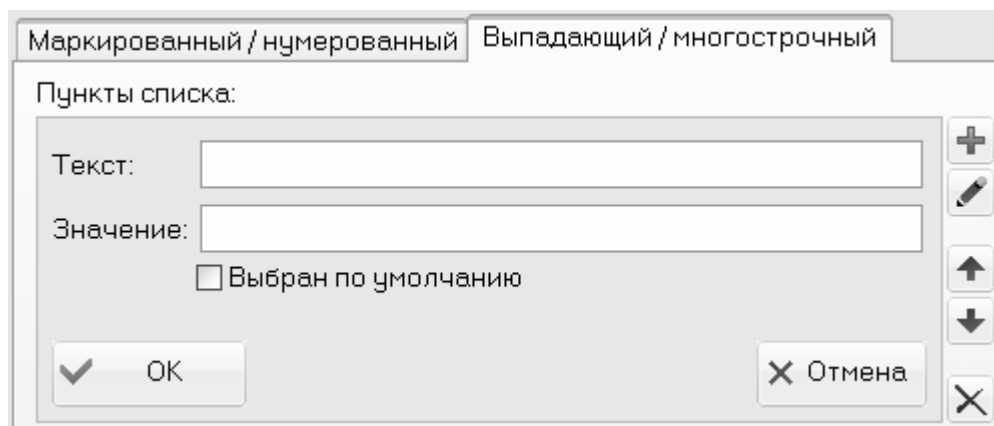 Маркированный / нумерованный
Выпадающий / многострочный
Пункты списка:
Текст:
Значение:
Выбран по умолчанию
OK
Отмена